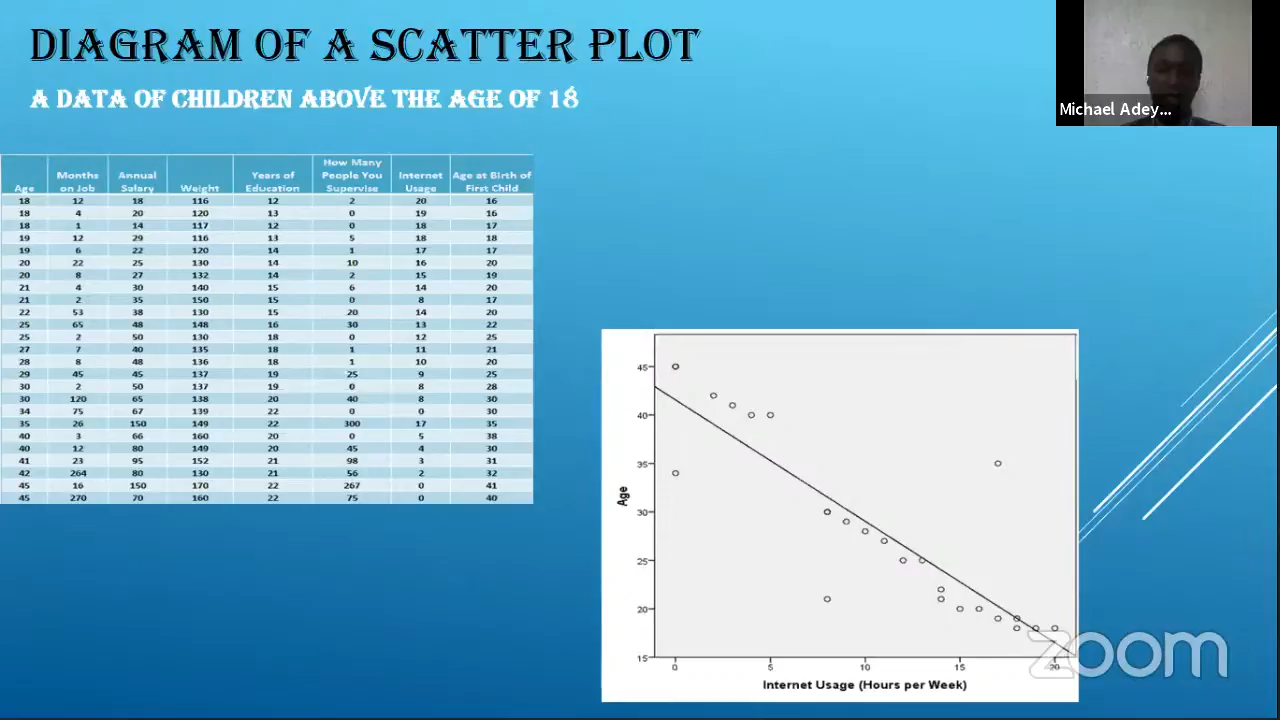 DIAGRAM OF A SCATTER PLOT
A DATA OF CHILDREN ABOVE THE AGE OF 18
Michael Adey...
Age Months on Job Annual Salary Weight Years of Education How Many People You Supervise Internet Usage Age at Birth of First Child
18 12 18 116 12 2 20 16
18 4 20 120 13 0 19 16
18 1 14 117 12 0 18 17
19 12 29 116 13 5 18 18
19 6 22 120 14 1 17 17
20 22 25 130 14 10 16 20
20 8 27 132 14 2 15 19
21 4 30 140 15 6 14 20
21 2 35 150 15 0 8 17
22 53 38 130 15 20 14 20
25 65 48 148 16 30 13 22
25 2 50 130 18 0 12 25
27 7 40 135 18 1 11 21
28 8 48 136 18 1 10 20
29 45 45 137 19 25 9 25
30 2 50 137 19 0 8 28
30 120 65 138 20 40 8 30
34 75 67 139 22 0 0 30
35 26 150 149 22 300 17 35
40 3 66 160 20 0 5 38
40 12 80 149 20 45 4 30
41 23 95 152 21 98 3 31
42 264 80 130 21 56 2 32
45 16 150 170 22 267 0 41
45 270 70 160 22 75 0 40
45
40
35
30
25
20
15
Age
0 5 10 15 20
Internet Usage (Hours per Week)
zoom